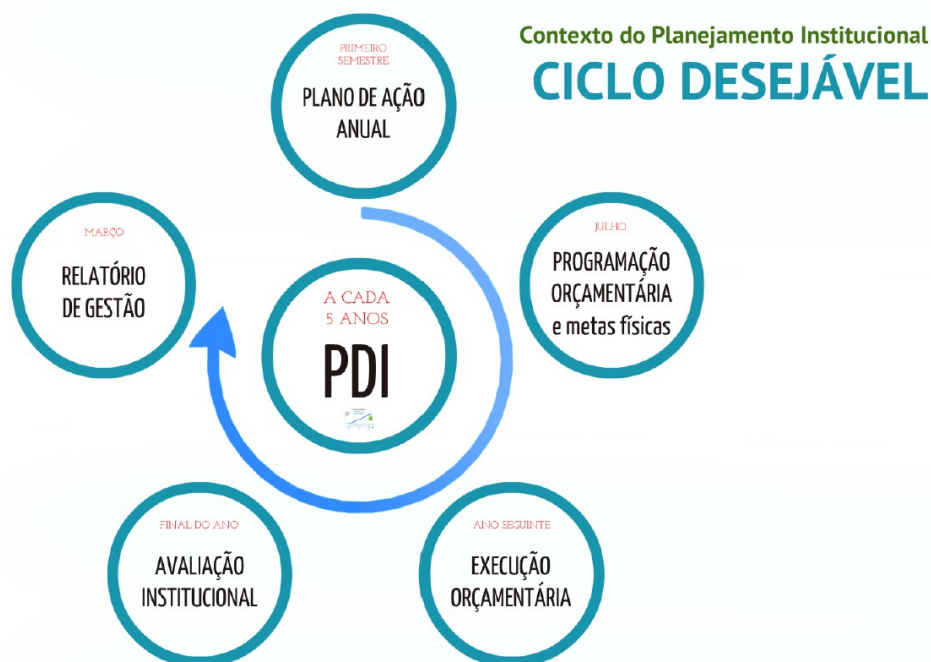 Contexto do Planejamento Institucional
CICLO DESEJÁVEL
PRIMEIRO
SEMESTRE
PLANO DE AÇÃO
ANUAL
JULHO
PROGRAMAÇÃO
ORÇAMENTÁRIA
e metas físicas
ANO SEGUINTE
EXECUÇÃO
ORÇAMENTÁRIA
FINAL DO ANO
AVALIAÇÃO
INSTITUCIONAL
MARÇO
RELATÓRIO
DE GESTÃO
A CADA
5 ANOS
PDI